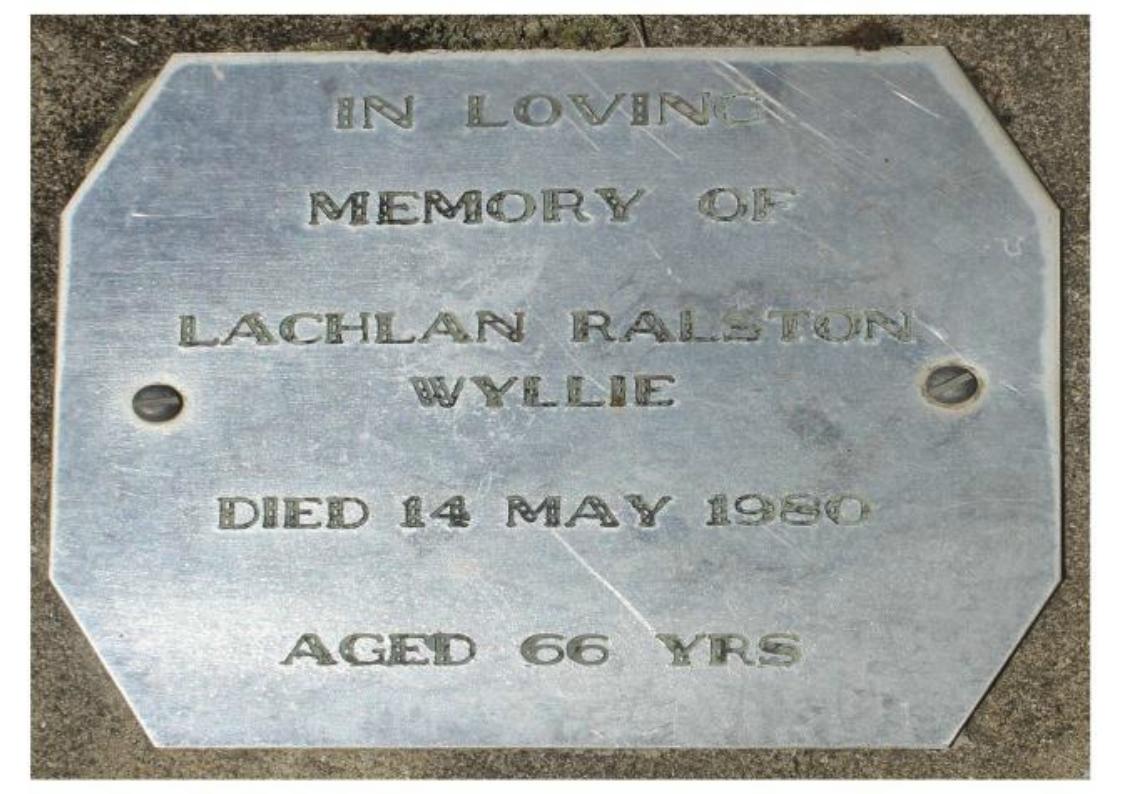 IN LOVING
MEMORY OF
LACHLAN RALSTON
WYLLIE
DIED 14 MAY 1980
AGED 66 YRS